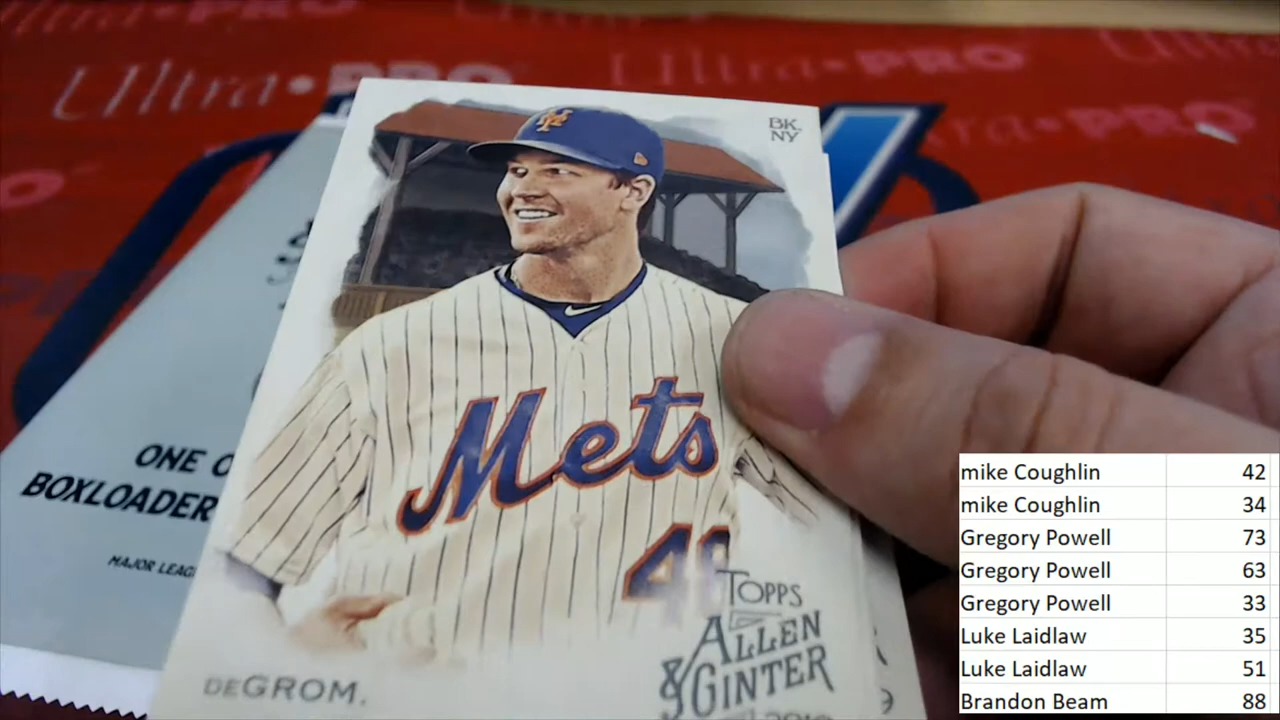 Ultra•PRO
Ultra•PRO
BK.
NY
Mets
TOPPS
ALLEN
& GINTER
DEGROM.
ONE
BOXLOADER
MAJOR
mike Coughlin 42
mike Coughlin 34
Gregory Powell 73
Gregory Powell 63
Gregory Powell 33
Luke Laidlaw 35
Luke Laidlaw 51
Brandon Beam 88